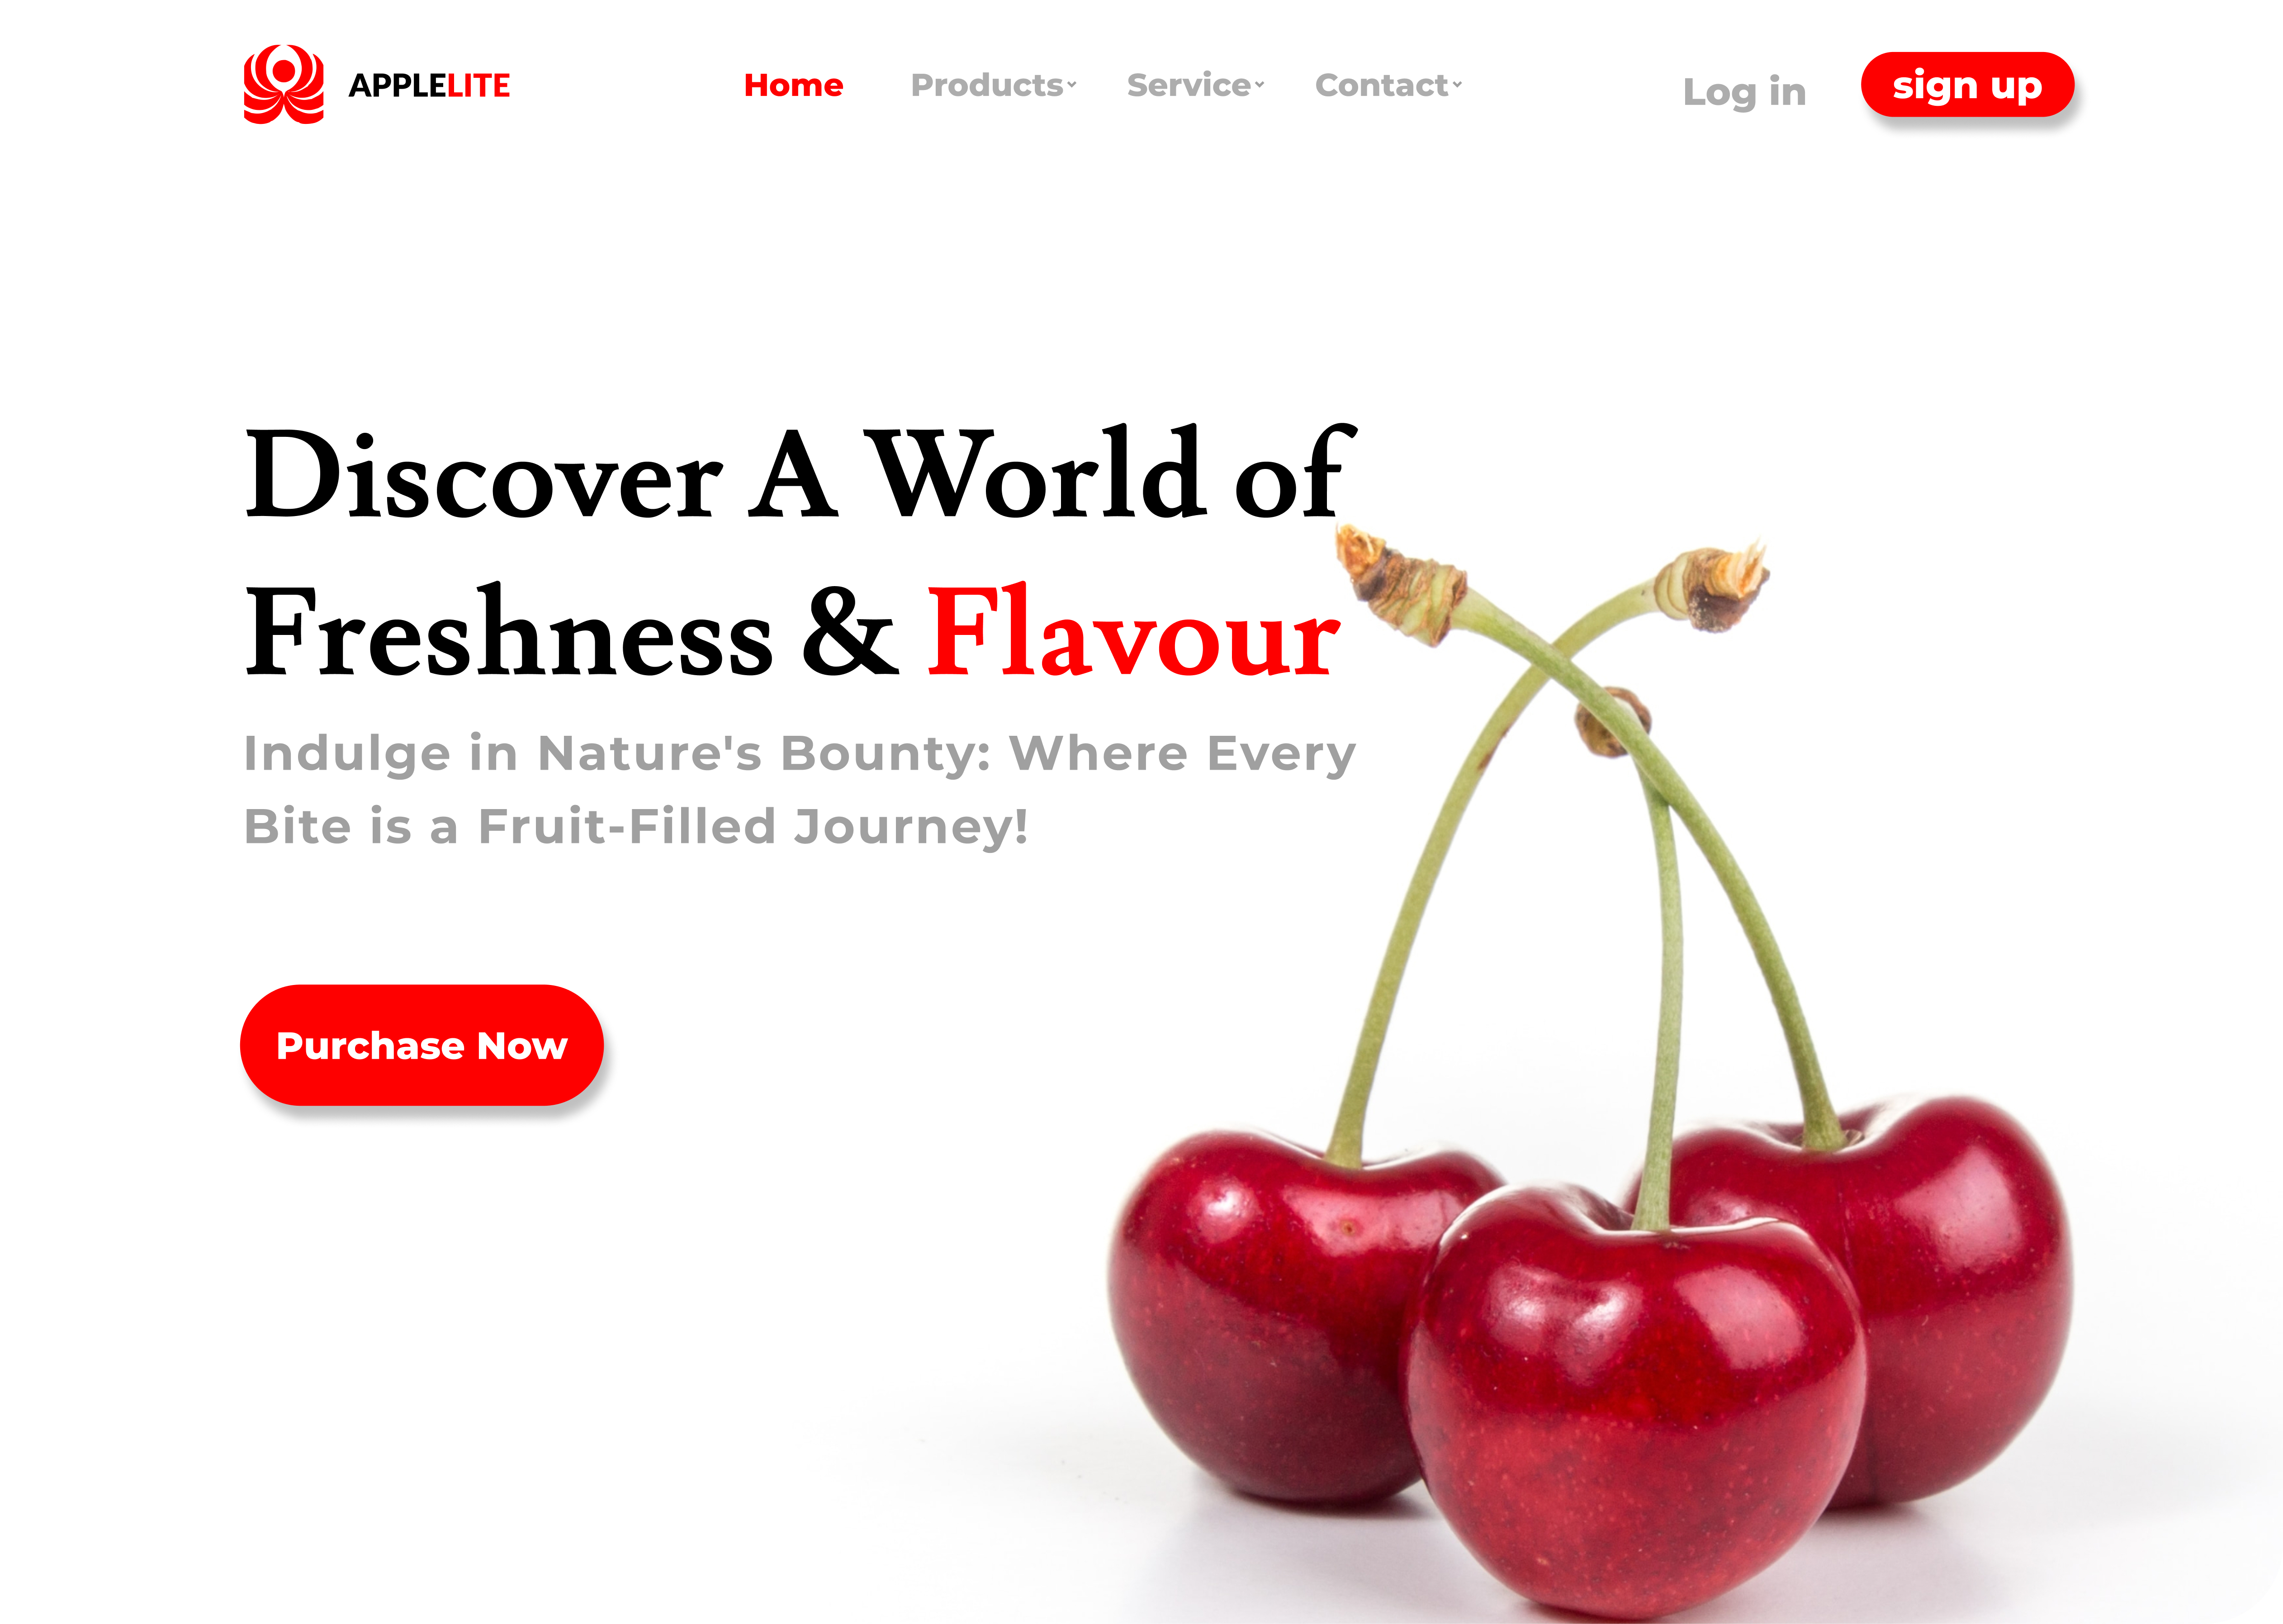 APPLELITE
Home Products Service Contact
Log in
sign up
Discover A World of
Freshness & Flavour
Indulge in Nature's Bounty: Where Every
Bite is a Fruit-Filled Journey!
Purchase Now